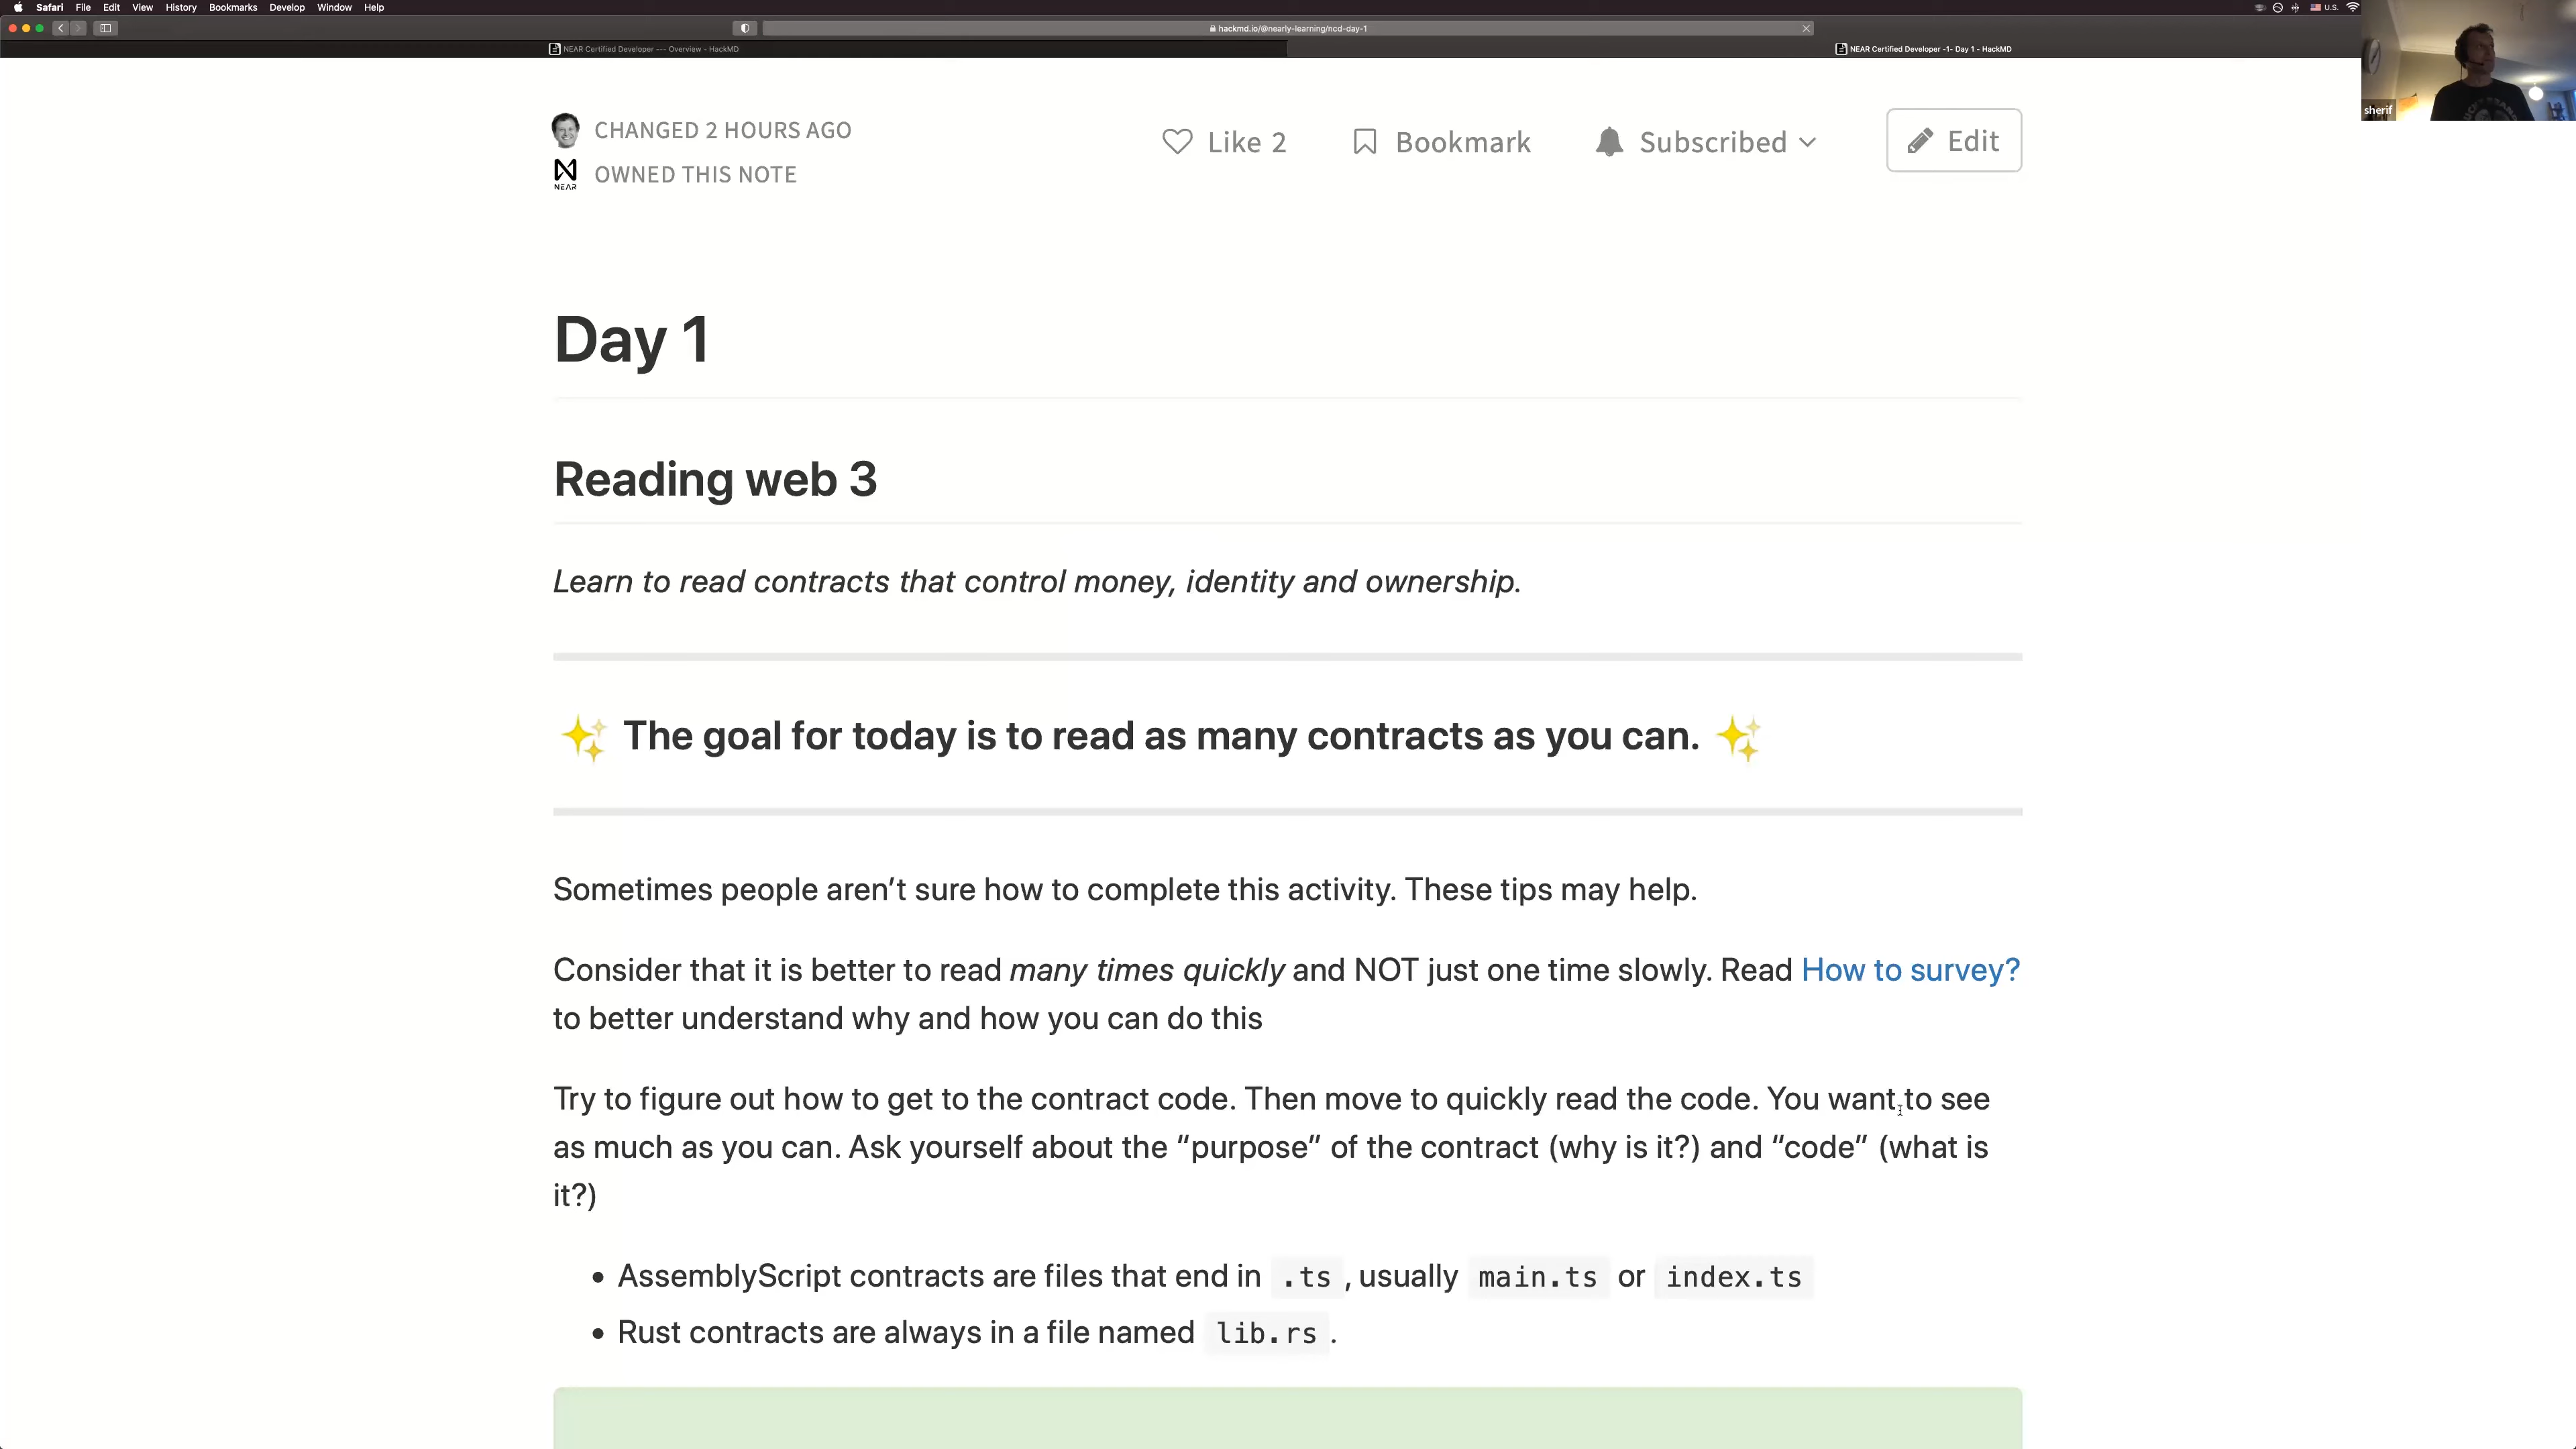 Safari File Edit View History Bookmarks Develop Window Help
U.S.
hackmd.io/@nearly-learning/ncd-day-1
NEAR Certified Developer --- Overview - HackMD
NEAR Certified Developer -1- Day 1 - HackMD
sherif
CHANGED 2 HOURS AGO
Like 2 Bookmark Subscribed Edit
NEAR
OWNED THIS NOTE
Day 1
Reading web 3
Learn to read contracts that control money, identity and ownership.
✨ The goal for today is to read as many contracts as you can. ✨
Sometimes people aren’t sure how to complete this activity. These tips may help.
Consider that it is better to read many times quickly and NOT just one time slowly. Read How to survey?
to better understand why and how you can do this
Try to figure out how to get to the contract code. Then move to quickly read the code. You want to see
as much as you can. Ask yourself about the “purpose” of the contract (why is it?) and “code” (what is
it?)
• AssemblyScript contracts are files that end in .ts , usually main.ts or index.ts
• Rust contracts are always in a file named lib.rs .